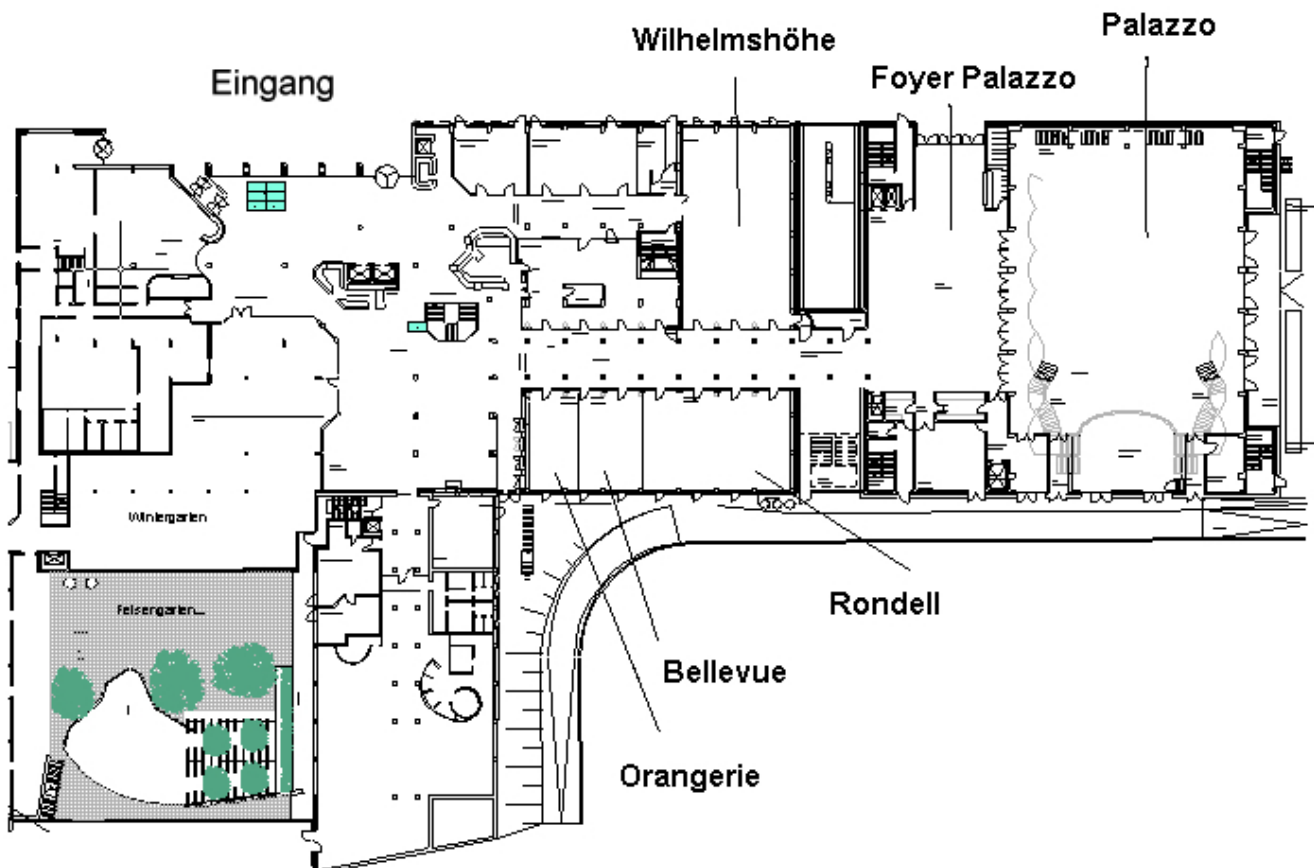 Palazzo
Wilhelmshöhe
Foyer Palazzo
Eingang
Wintergarten
Felsengarten
Rondell
Bellevue
Orangerie